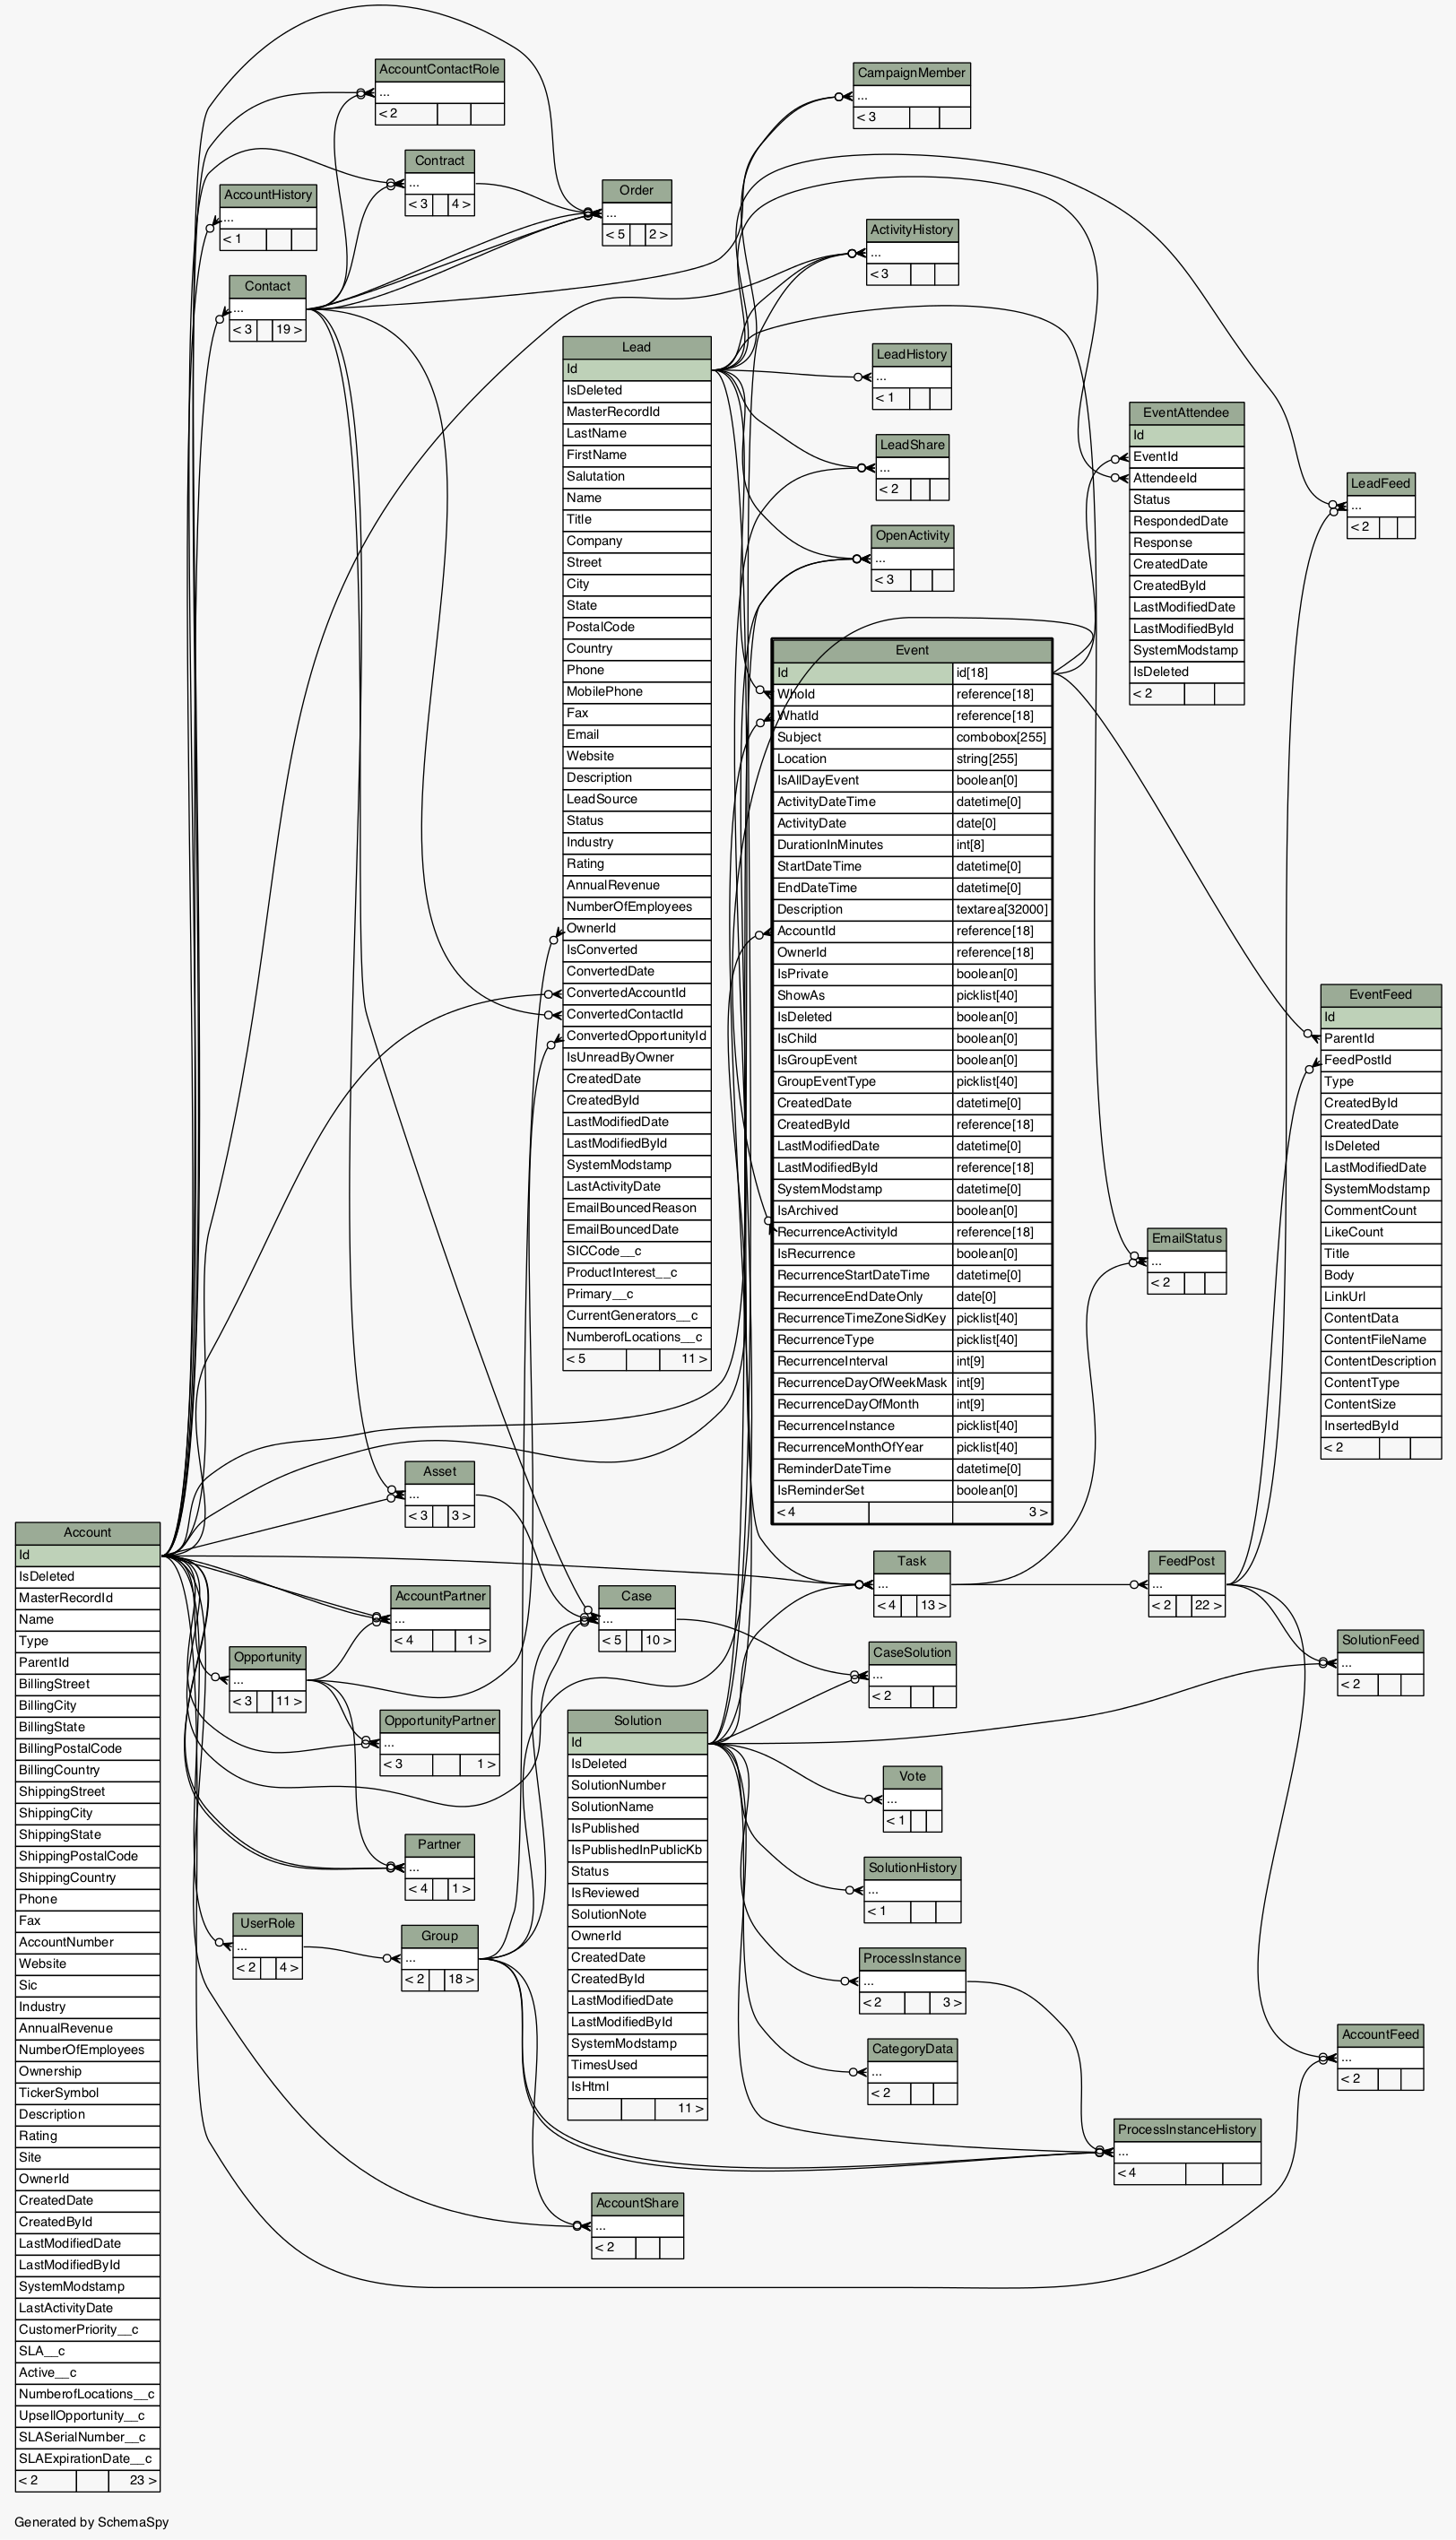 AccountContactRole
...
< 2
CampaignMember
...
< 3
Contract
...
< 3 4 >
AccountHistory
...
< 1
Order
...
< 5 2 >
ActivityHistory
...
< 3
Contact
...
< 3 19 >
Lead
Id
IsDeleted
MasterRecordId
LastName
FirstName
Salutation
Name
Title
Company
Street
City
State
PostalCode
Country
Phone
MobilePhone
Fax
Email
Website
Description
LeadSource
Status
Industry
Rating
AnnualRevenue
NumberOfEmployees
OwnerId
IsConverted
ConvertedDate
ConvertedAccountId
ConvertedContactId
ConvertedOpportunityId
IsUnreadByOwner
CreatedDate
CreatedById
LastModifiedDate
LastModifiedById
SystemModstamp
LastActivityDate
EmailBouncedReason
EmailBouncedDate
SICCode__c
ProductInterest__c
Primary__c
CurrentGenerators__c
NumberofLocations__c
< 5 11 >
LeadHistory
...
< 1
LeadShare
...
< 2
OpenActivity
...
< 3
EventAttendee
Id
EventId
AttendeeId
Status
RespondedDate
Response
CreatedDate
CreatedById
LastModifiedDate
LastModifiedById
SystemModstamp
IsDeleted
< 2
LeadFeed
...
< 2
Event
Id id[18]
WhoId reference[18]
WhatId reference[18]
Subject combobox[255]
Location string[255]
IsAllDayEvent boolean[0]
ActivityDateTime datetime[0]
ActivityDate date[0]
DurationInMinutes int[8]
StartDateTime datetime[0]
EndDateTime datetime[0]
Description textarea[32000]
AccountId reference[18]
OwnerId reference[18]
IsPrivate boolean[0]
ShowAs picklist[40]
IsDeleted boolean[0]
IsChild boolean[0]
IsGroupEvent boolean[0]
GroupEventType picklist[40]
CreatedDate datetime[0]
CreatedById reference[18]
LastModifiedDate datetime[0]
LastModifiedById reference[18]
SystemModstamp datetime[0]
IsArchived boolean[0]
RecurrenceActivityId reference[18]
IsRecurrence boolean[0]
RecurrenceStartDateTime datetime[0]
RecurrenceEndDateOnly date[0]
RecurrenceTimeZoneSidKey picklist[40]
RecurrenceType picklist[40]
RecurrenceInterval int[9]
RecurrenceDayOfWeekMask int[9]
RecurrenceDayOfMonth int[9]
RecurrenceInstance picklist[40]
RecurrenceMonthOfYear picklist[40]
ReminderDateTime datetime[0]
IsReminderSet boolean[0]
< 4 3 >
EventFeed
Id
ParentId
FeedPostId
Type
CreatedById
CreatedDate
IsDeleted
LastModifiedDate
SystemModstamp
CommentCount
LikeCount
Title
Body
LinkUrl
ContentData
ContentFileName
ContentDescription
ContentType
ContentSize
InsertedById
< 2
EmailStatus
...
< 2
Asset
...
< 3 3 >
Account
Id
IsDeleted
MasterRecordId
Name
Type
ParentId
BillingStreet
BillingCity
BillingState
BillingPostalCode
BillingCountry
ShippingStreet
ShippingCity
ShippingState
ShippingPostalCode
ShippingCountry
Phone
Fax
AccountNumber
Website
Sic
Industry
AnnualRevenue
NumberOfEmployees
Ownership
TickerSymbol
Description
Rating
Site
OwnerId
CreatedDate
CreatedById
LastModifiedDate
LastModifiedById
SystemModstamp
LastActivityDate
CustomerPriority__c
SLA__c
Active__c
NumberofLocations__c
UpsellOpportunity__c
SLASerialNumber__c
SLAExpirationDate__c
< 2 23 >
Task
...
< 4 13 >
FeedPost
...
< 2 22 >
AccountPartner
...
< 4 1 >
Case
...
< 5 10 >
SolutionFeed
...
< 2
CaseSolution
...
< 2
Opportunity
...
< 3 11 >
OpportunityPartner
...
< 3 1 >
Solution
Id
IsDeleted
SolutionNumber
SolutionName
IsPublished
IsPublishedInPublicKb
Status
IsReviewed
SolutionNote
OwnerId
CreatedDate
CreatedById
LastModifiedDate
LastModifiedById
SystemModstamp
TimesUsed
IsHtml
11 >
Vote
...
< 1
Partner
...
< 4 1 >
SolutionHistory
...
< 1
UserRole
...
< 2 4 >
Group
...
< 2 18 >
ProcessInstance
...
< 2 3 >
CategoryData
...
< 2
AccountFeed
...
< 2
ProcessInstanceHistory
...
< 4
AccountShare
...
< 2
Generated by SchemaSpy